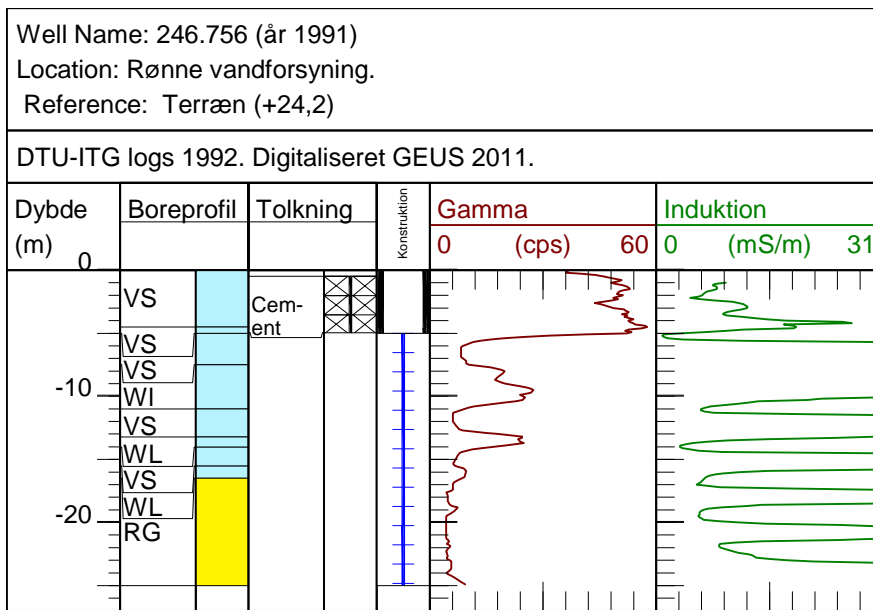 Well Name: 246.756 (år 1991)
Location: Rønne vandforsyning.
Reference: Terræn (+24,2)
DTU-ITG logs 1992. Digitaliseret GEUS 2011.
Dybde
(m)
Boreprofil
Tolkning
Konstruktion
Gamma
0 (cps) 60
Induktion
0 (mS/m) 31
0
-10
-20
VS
VS
VS
WI
VS
WL
VS
WL
RG
Cem-
ent